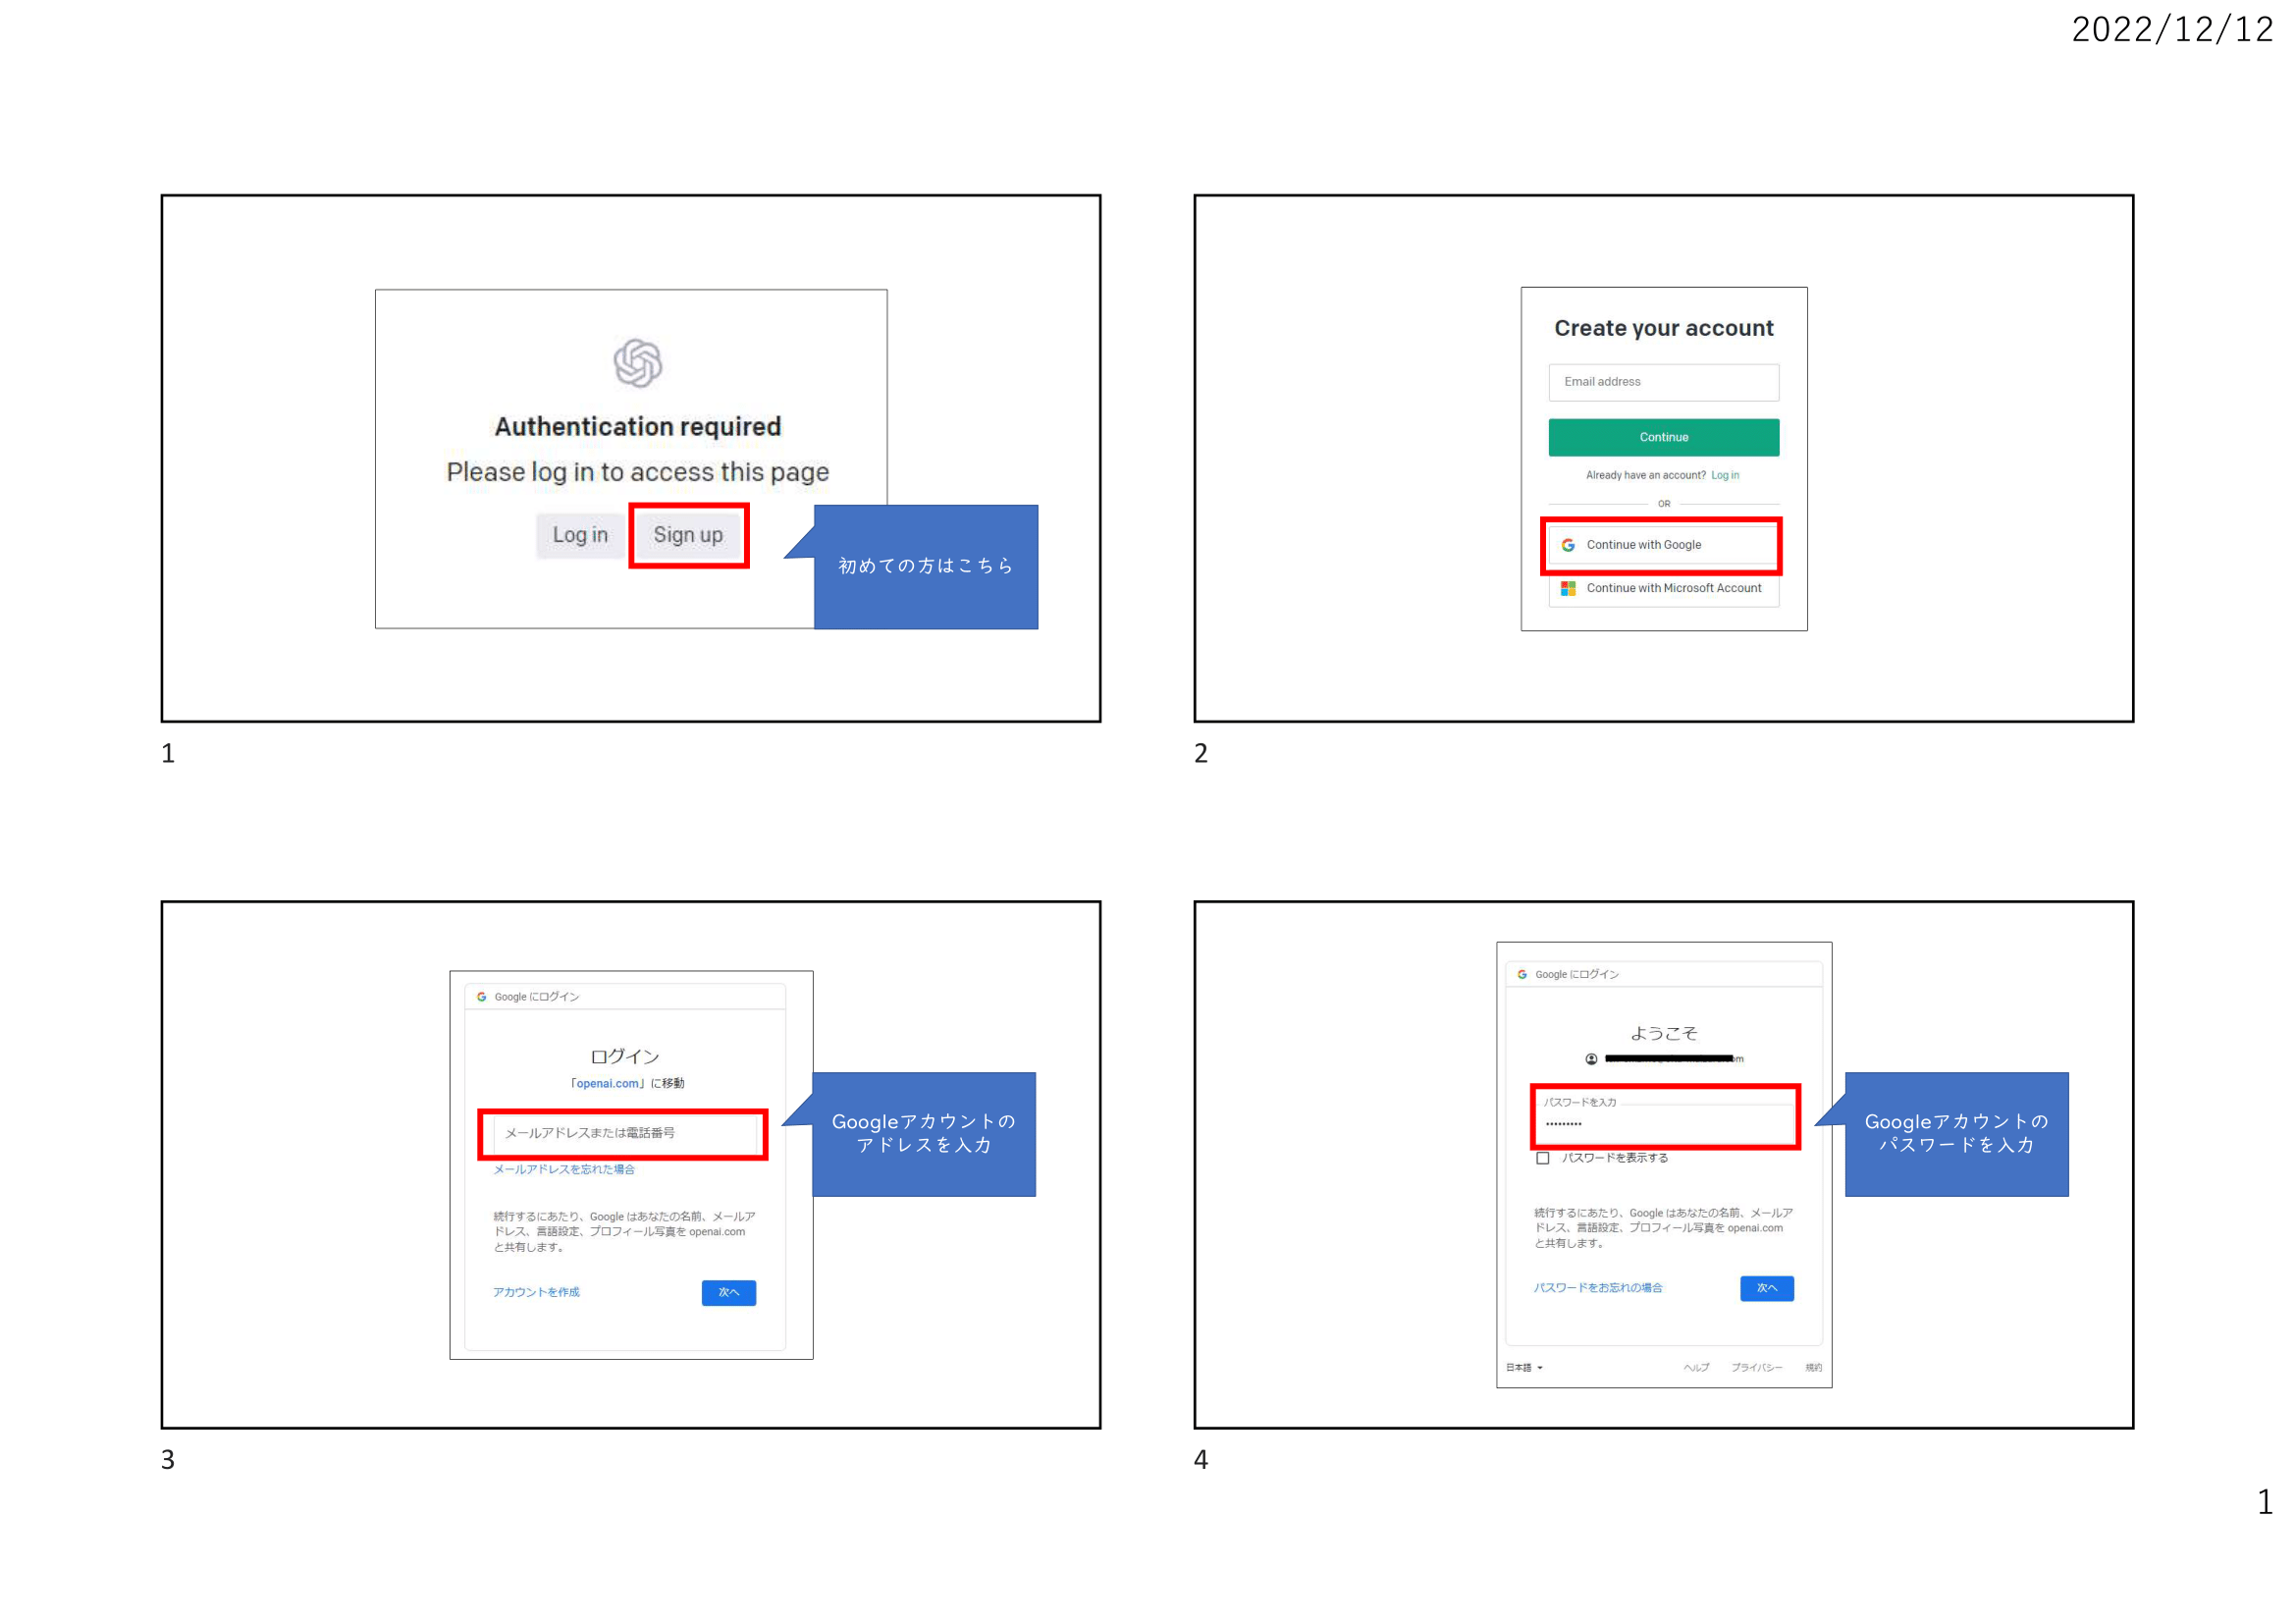 2022/12/12
Authentication required
Please log in to access this page
Log in
Sign up
初めての方はこちら
1
Create your account
Email address
Continue
Already have an account? Log in
OR
Continue with Google
Continue with Microsoft Account
2
Google にログイン
ログイン
「openai.com」に移動
メールアドレスまたは電話番号
メールアドレスを忘れた場合
続行するにあたり、Google はあなたの名前、メールア
ドレス、言語設定、プロフィール写真を openai.com
と共有します。
アカウントを作成
次へ
Googleアカウントの
アドレスを入力
3
Google にログイン
ようこそ
m
パスワードを入力
•••••••••
パスワードを表示する
続行するにあたり、Google はあなたの名前、メールア
ドレス、言語設定、プロフィール写真を openai.com
と共有します。
パスワードをお忘れの場合
次へ
日本語
ヘルプ
プライバシー
規約
Googleアカウントの
パスワードを入力
4
1